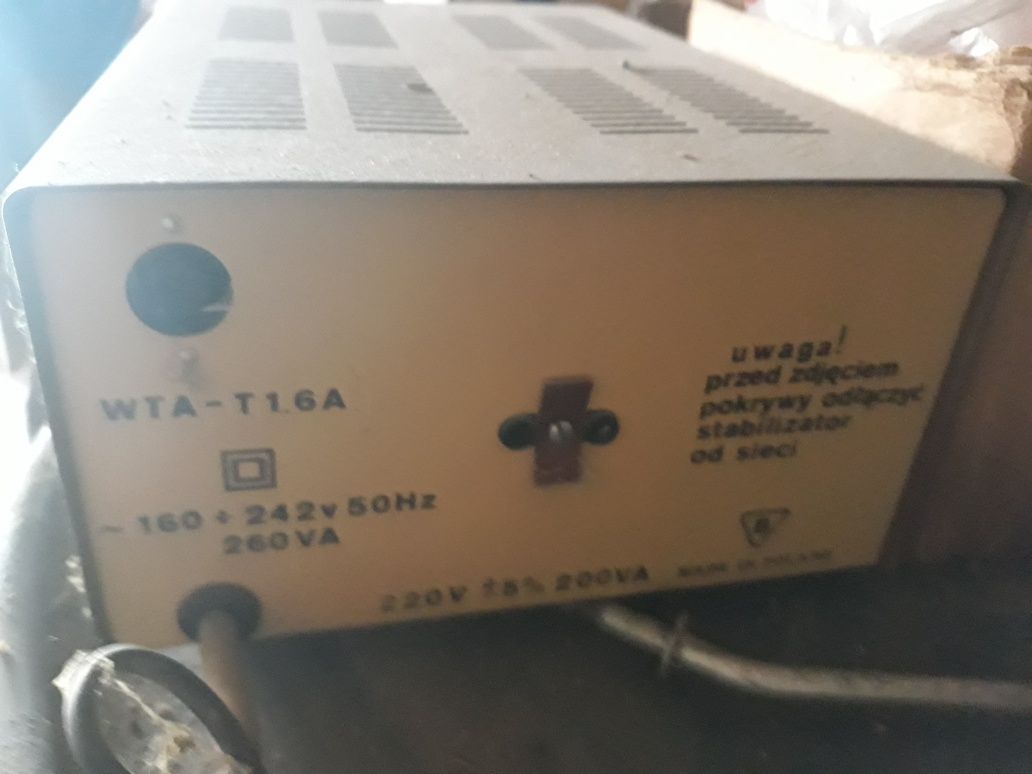 WTA-T1.6A
~ 160 ÷ 242v 50Hz
260VA
220V ±5% 200VA
uwaga!
przed zdjęciem
pokrywy odłączyć
stabilizator
od sieci
MADE IN POLAND